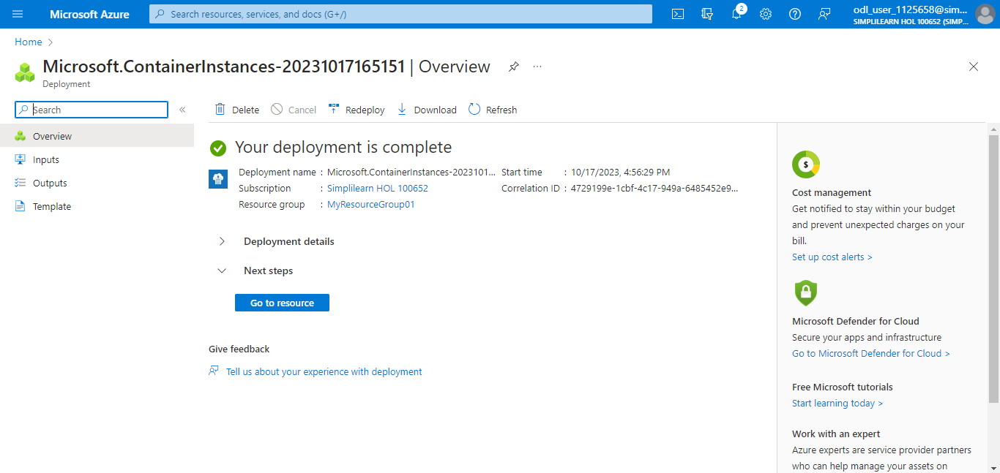 Microsoft Azure
Search resources, services, and docs (G+/)
2
odl_user_1125658@sim...
SIMPLILEARN HOL 100652 (SIMP...
Home
Microsoft.ContainerInstances-20231017165151 | Overview
...
Deployment
Search
«
Delete
Cancel
Redeploy
Download
Refresh
Overview
Inputs
Outputs
Template
Your deployment is complete
Deployment name : Microsoft.ContainerInstances-2023101...
Subscription : Simplilearn HOL 100652
Resource group : MyResourceGroup01
Start time : 10/17/2023, 4:56:29 PM
Correlation ID : 4729199e-1cbf-4c17-949a-6485452e9...
Deployment details
Next steps
Go to resource
Give feedback
Tell us about your experience with deployment
$
Cost management
Get notified to stay within your budget
and prevent unexpected charges on your
bill.
Set up cost alerts >
Microsoft Defender for Cloud
Secure your apps and infrastructure
Go to Microsoft Defender for Cloud >
Free Microsoft tutorials
Start learning today >
Work with an expert
Azure experts are service provider partners
who can help manage your assets on